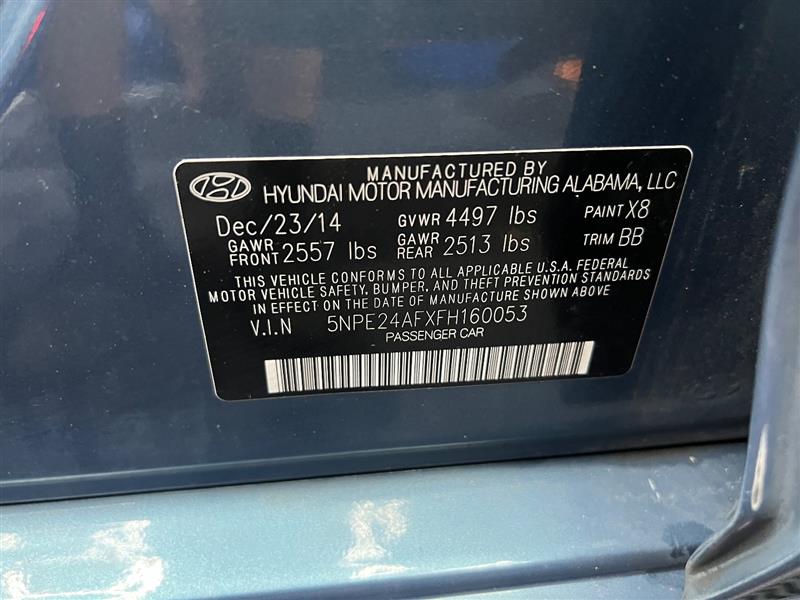 MANUFACTURED BY
HYUNDAI MOTOR MANUFACTURING ALABAMA, LLC
Dec/23/14 GVWR 4497 lbs PAINT X8
GAWR FRONT 2557 lbs GAWR REAR 2513 lbs TRIM BB
THIS VEHICLE CONFORMS TO ALL APPLICABLE U.S.A. FEDERAL
MOTOR VEHICLE SAFETY, BUMPER, AND THEFT PREVENTION STANDARDS
IN EFFECT ON THE DATE OF MANUFACTURE SHOWN ABOVE
V.I.N 5NPE24AFXFH160053
PASSENGER CAR